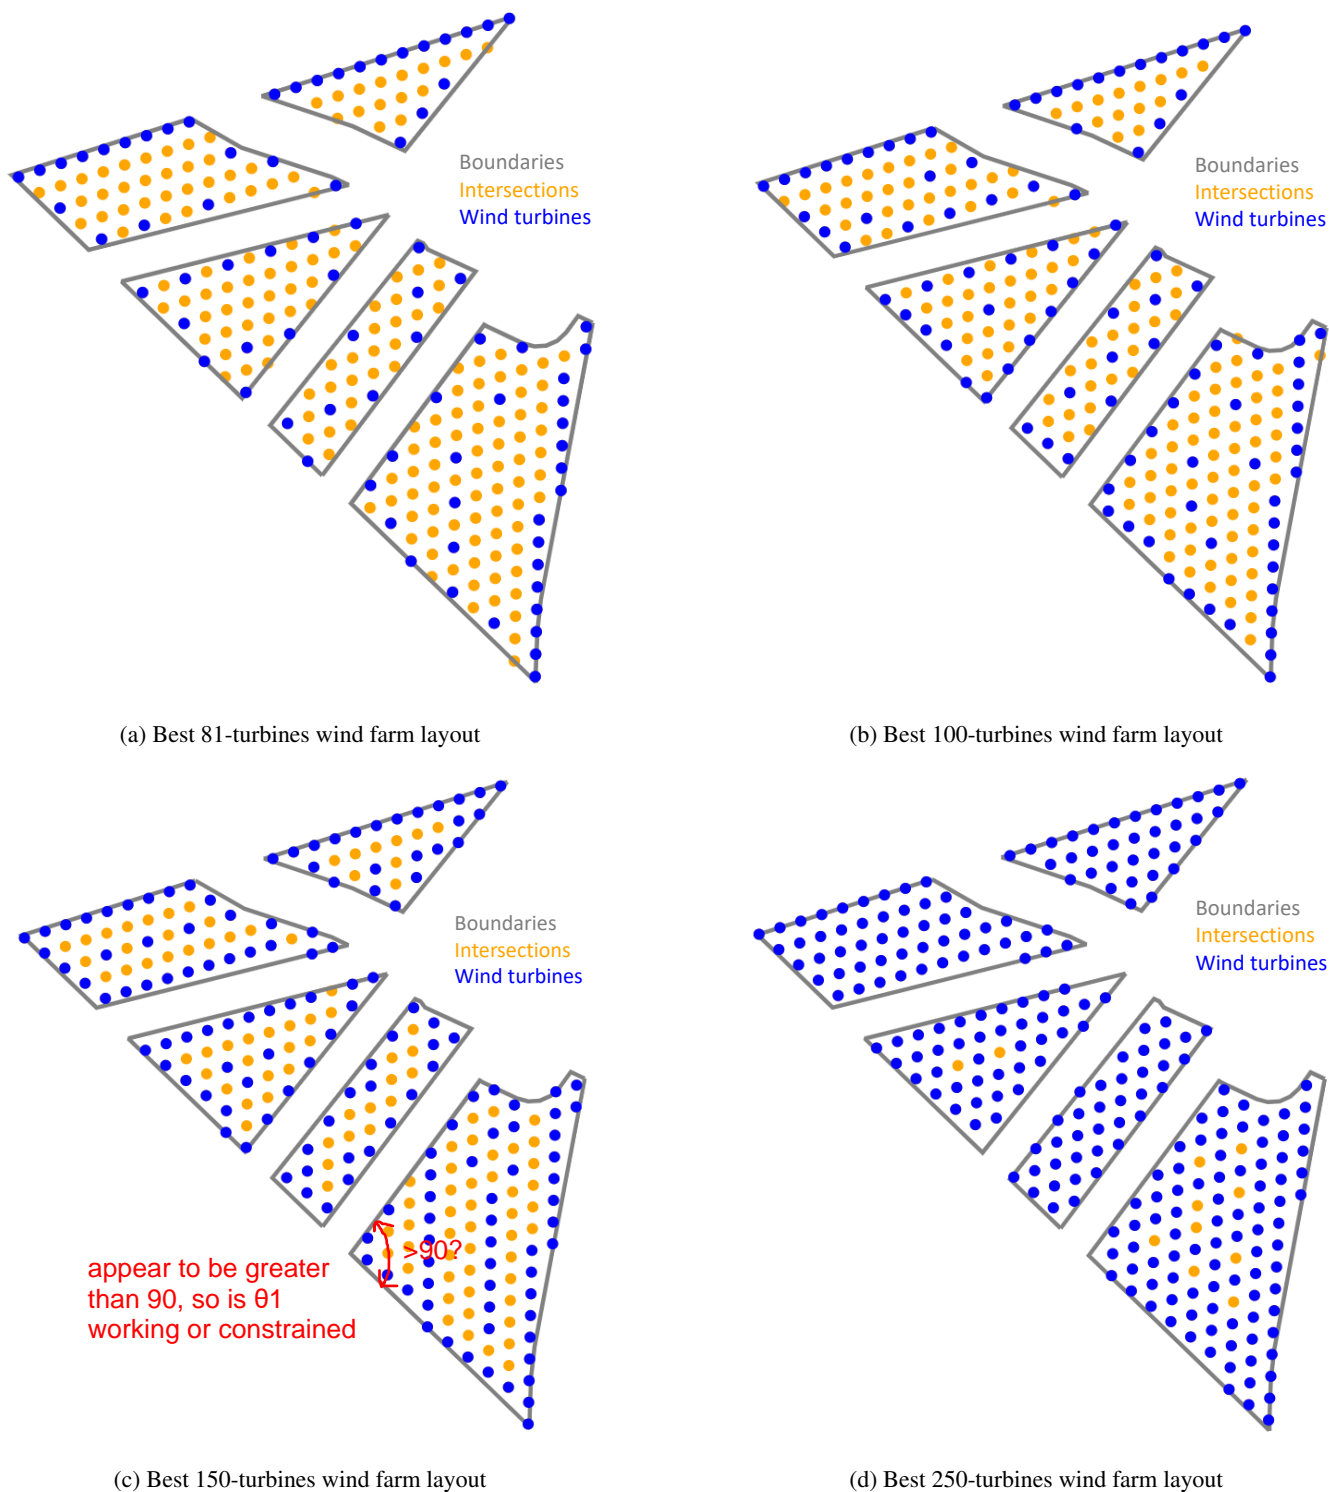 Boundaries
Intersections
Wind turbines
Boundaries
Intersections
Wind turbines
(a) Best 81-turbines wind farm layout
(b) Best 100-turbines wind farm layout
Boundaries
Intersections
Wind turbines
Boundaries
Intersections
Wind turbines
>90?
appear to be greater
than 90, so is θ1
working or constrained
(c) Best 150-turbines wind farm layout
(d) Best 250-turbines wind farm layout